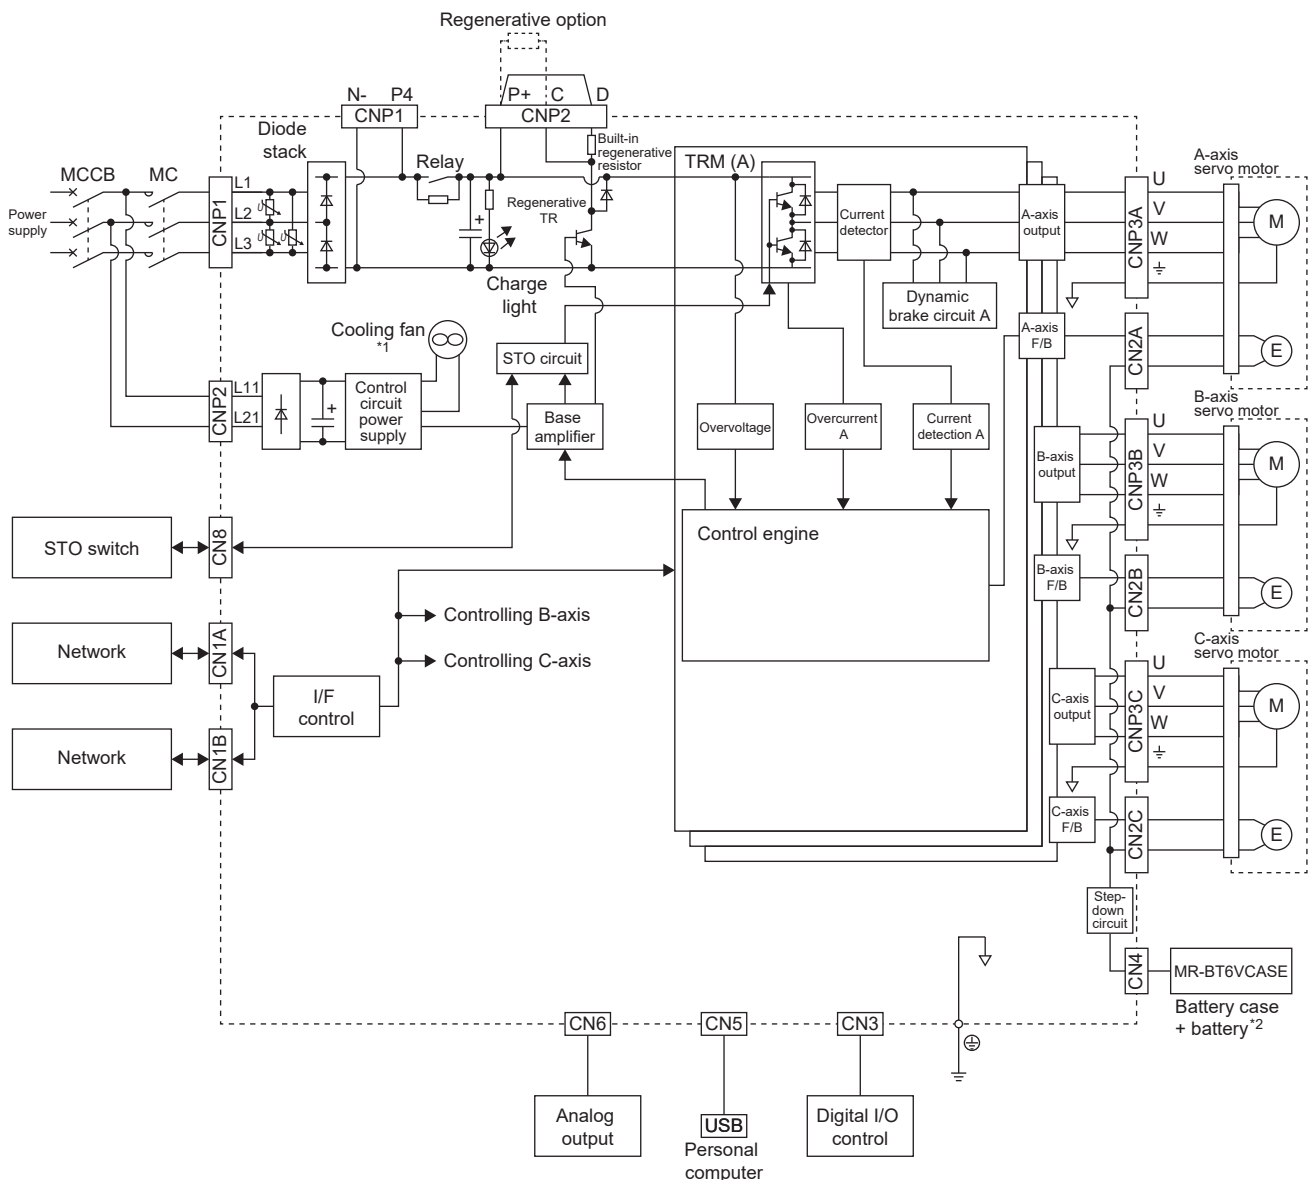 Regenerative option
N- P4
P+ C D
CNP1
CNP2
Diode
stack
Built-in
regenerative
resistor
MCCB
MC
Relay
TRM (A)
A-axis
servo motor
Power
supply
CNP1
L1
L2
L3
Regenerative
TR
+
Current
detector
A-axis
output
CNP3A
U
V
W
M
Charge
light
Dynamic
brake circuit A
Cooling fan
*1
STO circuit
A-axis
F/B
CN2A
E
CNP2
L11
L21
+
Control
circuit
power
supply
Base
amplifier
Overvoltage
Overcurrent
A
Current
detection A
B-axis
servo motor
B-axis
output
CNP3B
U
V
W
M
STO switch
CN8
Control engine
B-axis
F/B
CN2B
E
Controlling B-axis
Network
CN1A
Controlling C-axis
C-axis
servo motor
I/F
control
C-axis
output
CNP3C
U
V
W
M
Network
CN1B
C-axis
F/B
CN2C
E
Step-
down
circuit
CN4
MR-BT6VCASE
Battery case
+ battery*2
CN6
CN5
CN3
Analog
output
USB
Personal
computer
Digital I/O
control